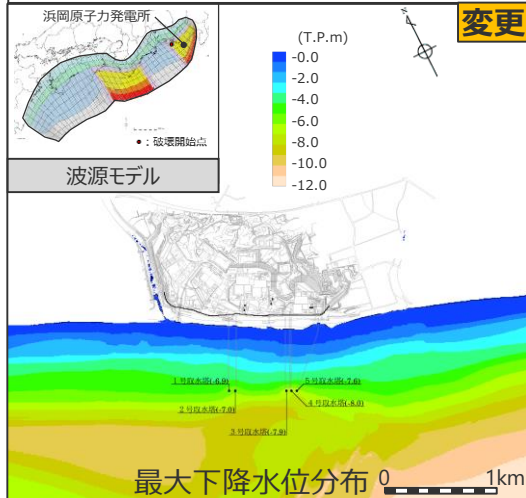 浜岡原子力発電所
変更
N
●：破壊開始点
波源モデル
(T.P.m)
-0.0
-2.0
-4.0
-6.0
-8.0
-10.0
-12.0
1号取水塔(-6.9)
5号取水塔(-7.6)
2号取水塔(-7.0)
4号取水塔(-8.0)
3号取水塔(-7.9)
最大下降水位分布
0 1km